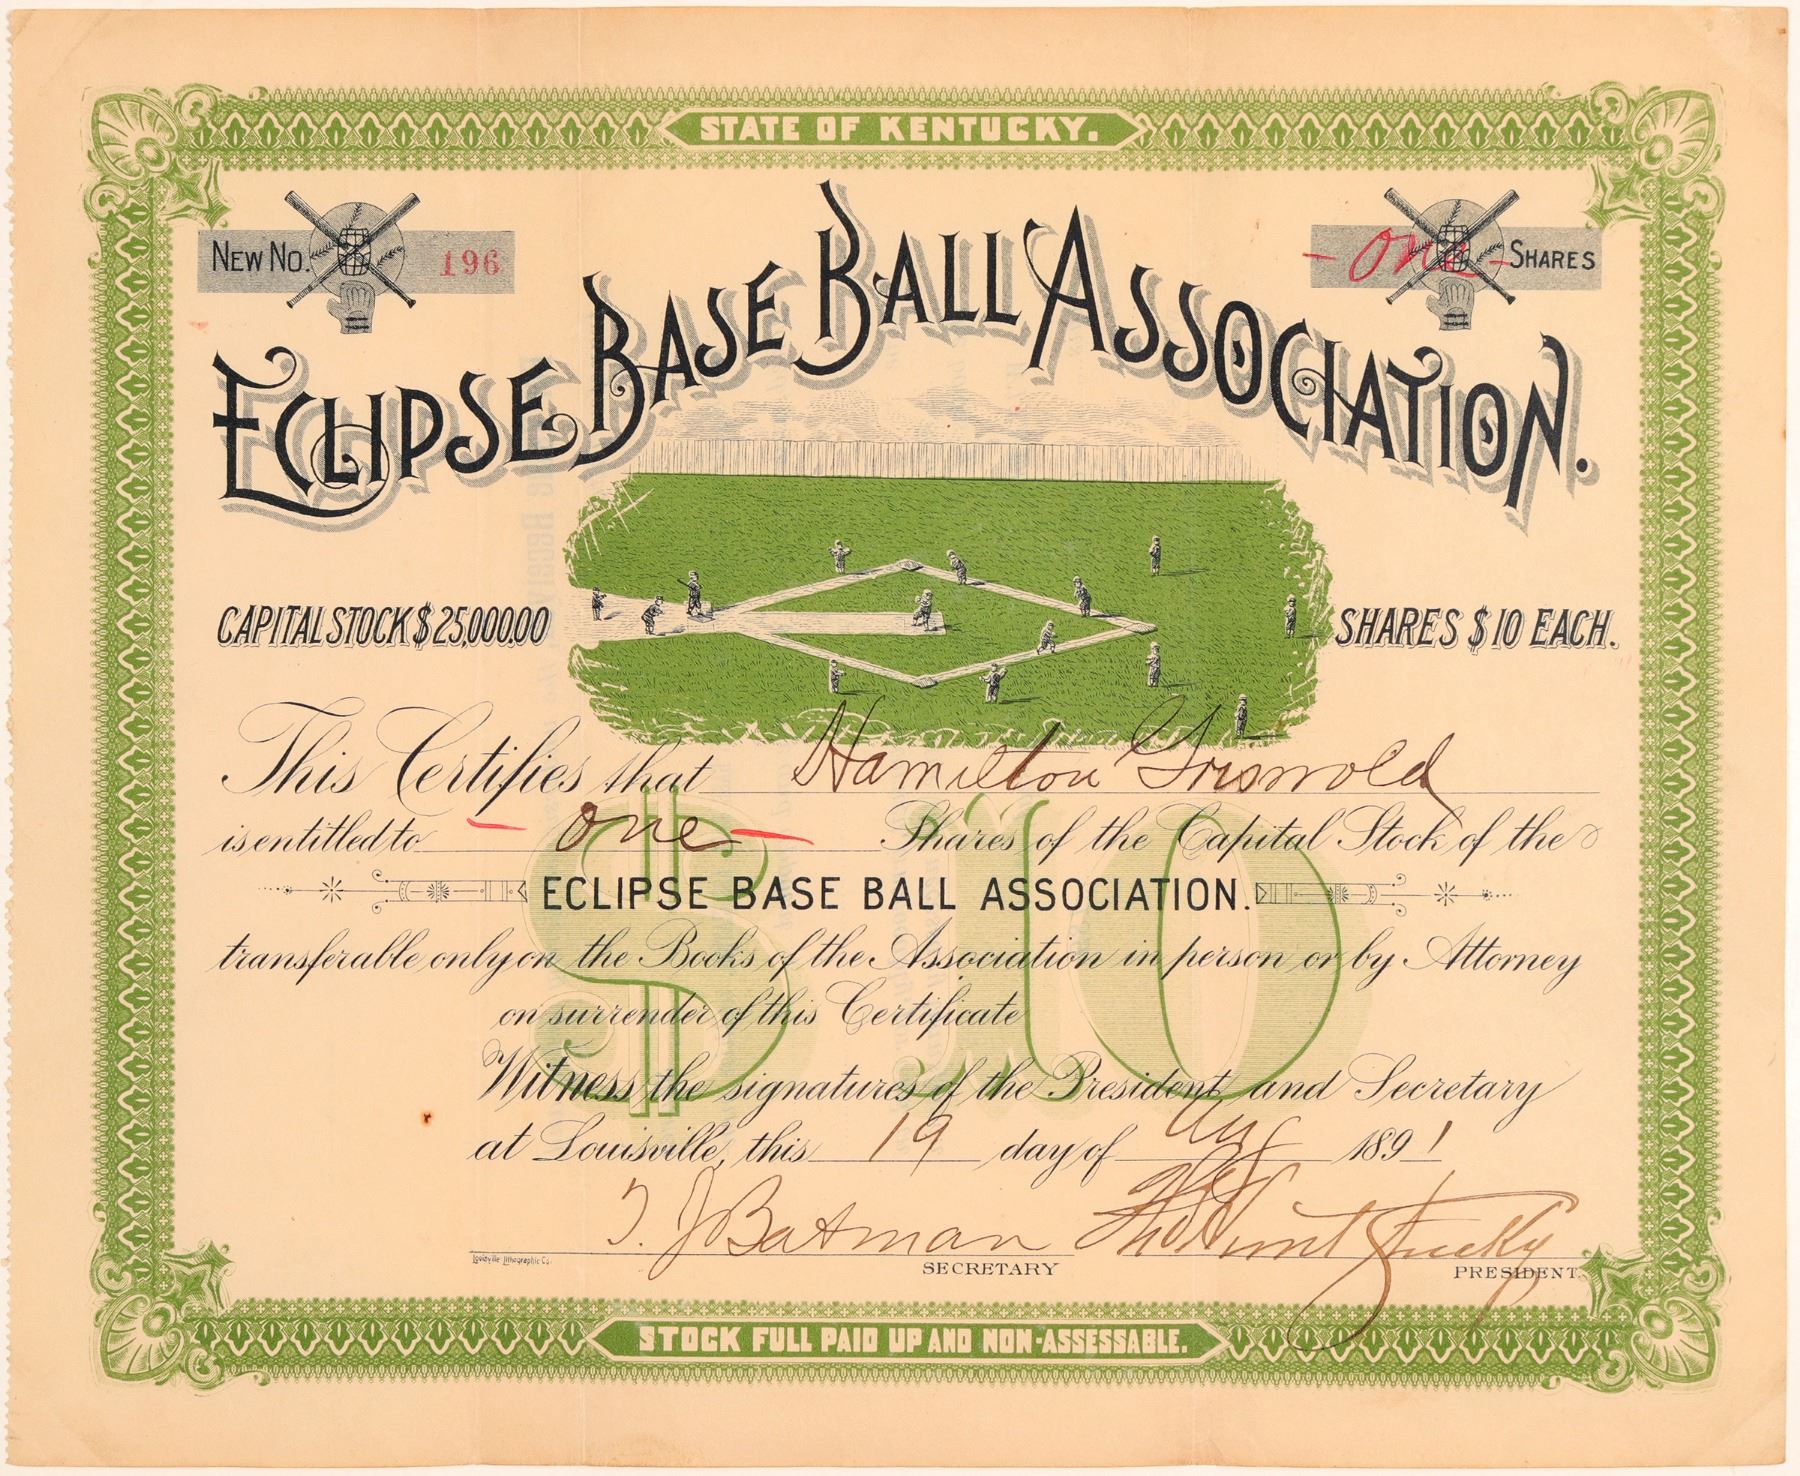 STATE OF KENTUCKY.
NEW NO. 196
One SHARES
ECLIPSE BASE BALL ASSOCIATION.
CAPITAL STOCK $25,000.00
SHARES $10 EACH.
This Certifies that Hamilton Griswold
is entitled to one Shares of the Capital Stock of the
$10
ECLIPSE BASE BALL ASSOCIATION.
transferable only on the Books of the Association in person or by Attorney
on surrender of this Certificate
Witness the signatures of the President and Secretary
at Louisville, this 19 day of Aug 1891
T. J Batman
Louisville Lithographic Co.
SECRETARY
PRESIDENT
STOCK FULL PAID UP AND NON-ASSESSABLE.